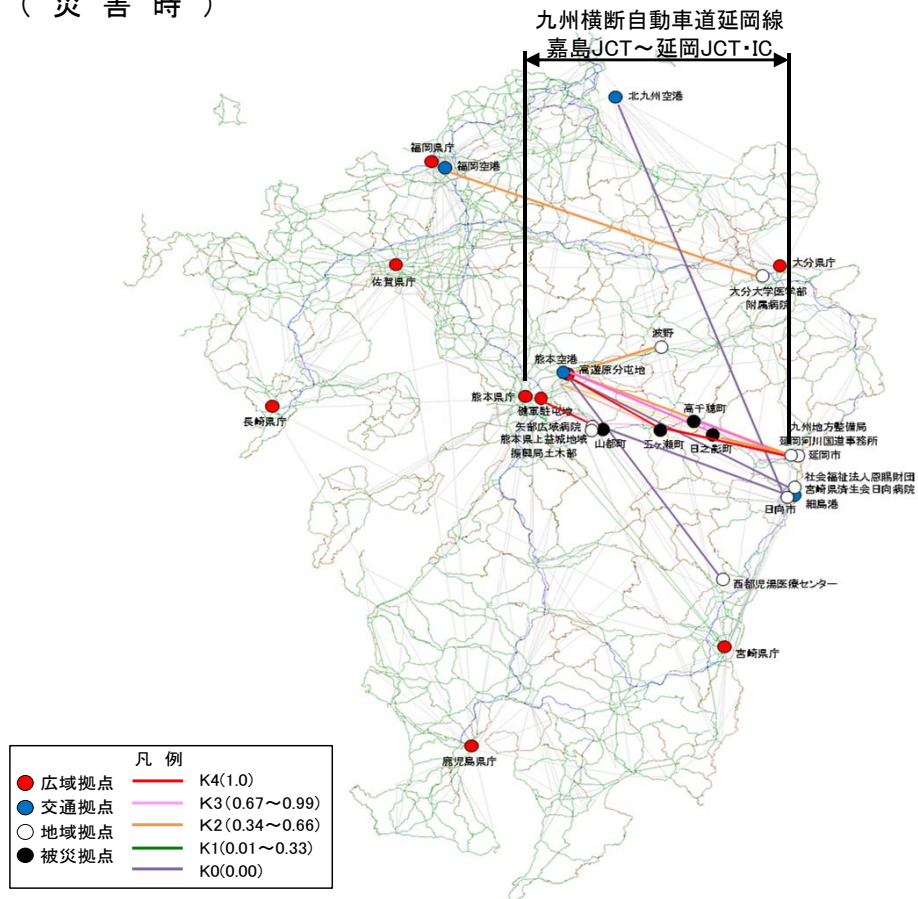 (災害時)
九州横断自動車道延岡線
嘉島JCT～延岡JCT・IC
北九州空港
福岡県庁
福岡空港
佐賀県庁
大分県庁
大分大学医学部
附属病院
波野
熊本空港
高遊原分屯地
熊本県庁
健軍駐屯地
長崎県庁
高千穂町
矢部広域病院
熊本県上益城地域
振興局土木部
山都町
五ヶ瀬町
日之影町
九州地方整備局
延岡河川国道事務所
延岡市
社会福祉法人恩賜財団
宮崎県済生会日向病院
日向市
細島港
西都児湯医療センター
宮崎県庁
鹿児島県庁
凡例
広域拠点
交通拠点
地域拠点
被災拠点
K4(1.0)
K3(0.67～0.99)
K2(0.34～0.66)
K1(0.01～0.33)
K0(0.00)